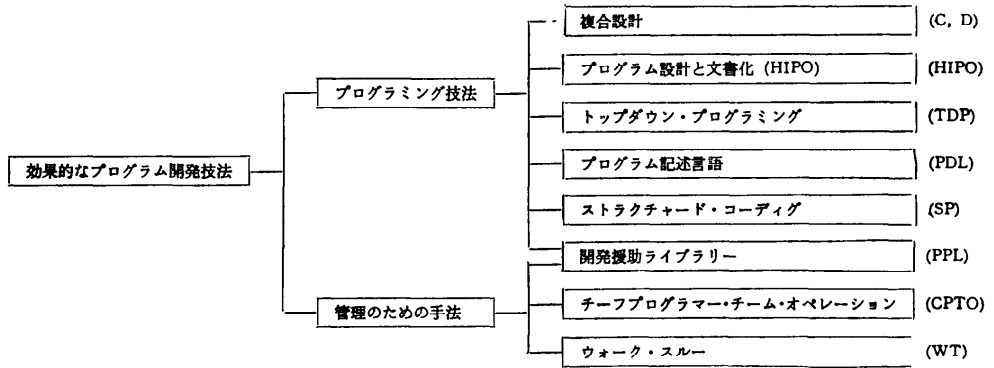 複合設計 (C, D)
プログラム設計と文書化 (HIPO) (HIPO)
プログラミング技法
トップダウン・プログラミング (TDP)
効果的なプログラム開発技法
プログラム記述言語 (PDL)
ストラクチャード・コーディグ (SP)
開発援助ライブラリー (PPL)
管理のための手法
チーフプログラマー・チーム・オペレーション (CPTO)
ウォーク・スルー (WT)